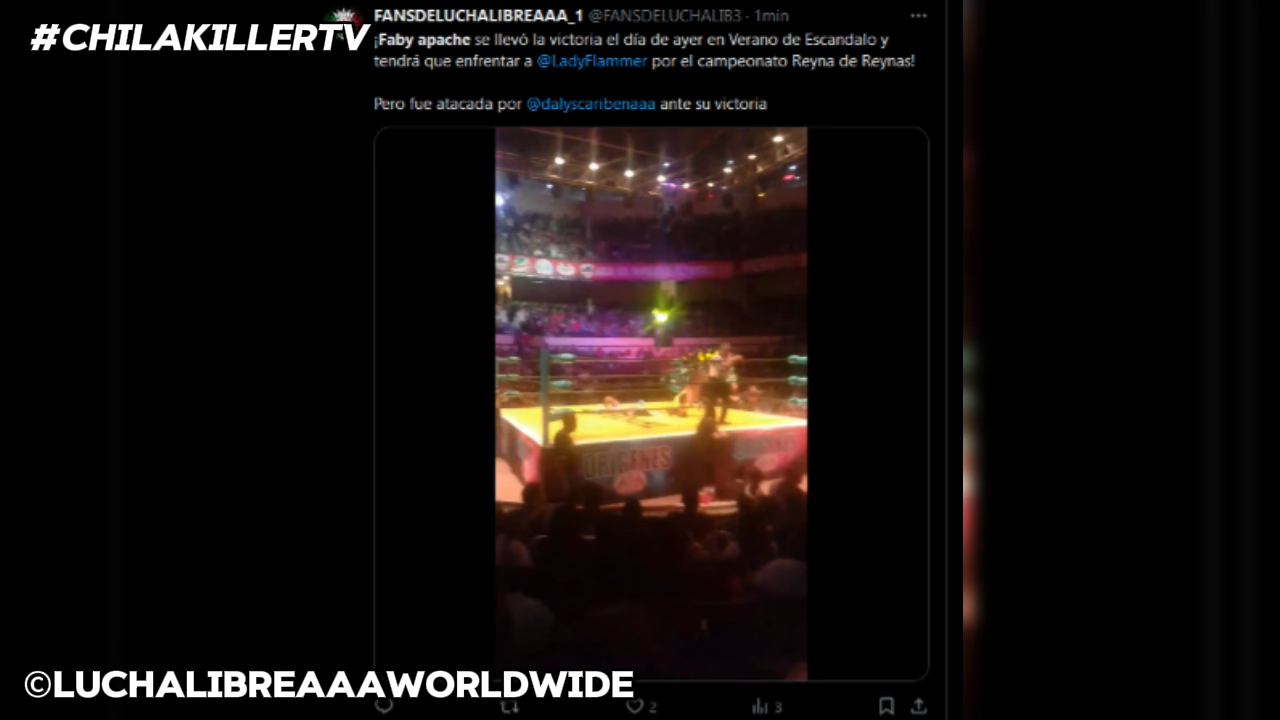 FANSDELUCHALIBREAAA_1 @FANSDELUCHALIB3 · 1min
#CHILAKILLERTV
¡Faby apache se llevó la victoria el día de ayer en Verano de Escandalo y
tendrá que enfrentar a @LadyFlammer por el campeonato Reyna de Reynas!
Pero fue atacada por @dalyscaribenaaa ante su victoria
ORÍGENES
©LUCHALIBREAAAWORLDWIDE
2
3